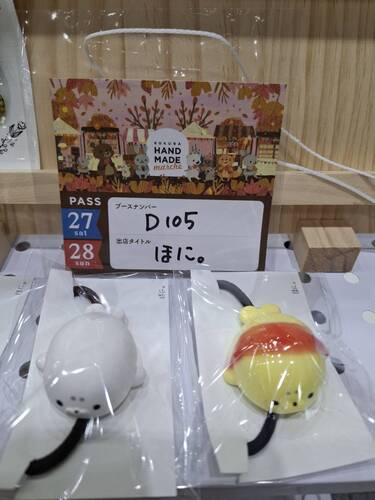 KOKURA
HAND
MADE
marche
PASS
27
sat
28
sun
ブースナンバー
D105
出店タイトル
ほに。